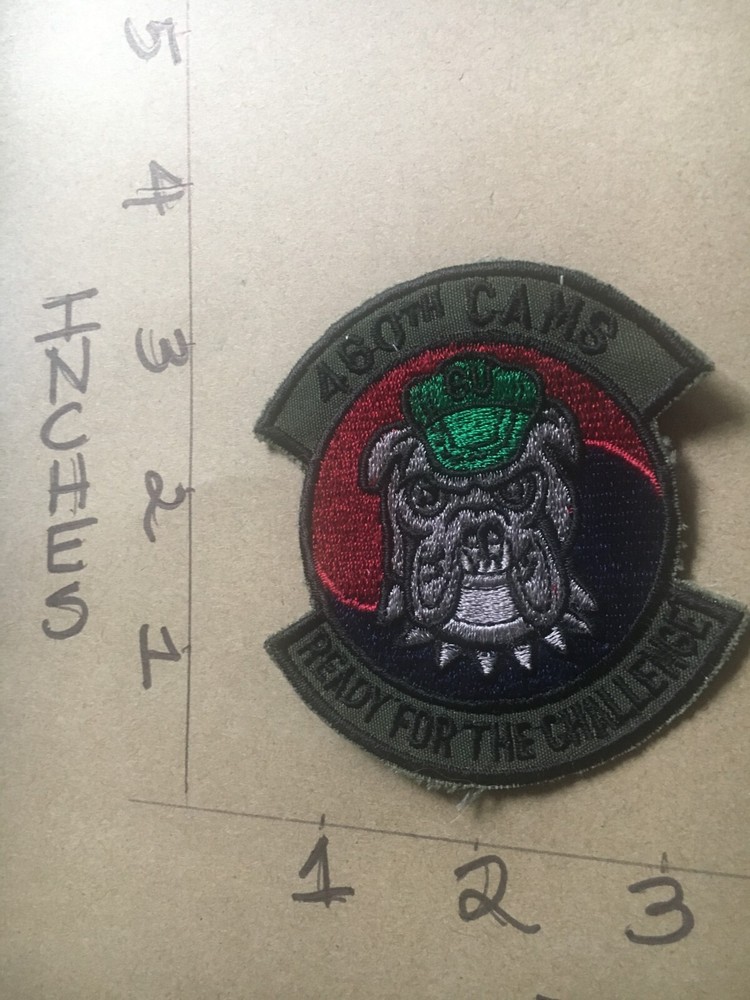 5
4
3
2
1
INCHES
460TH CAMS
GU
READY FOR THE CHALLENGE!
1
2
3